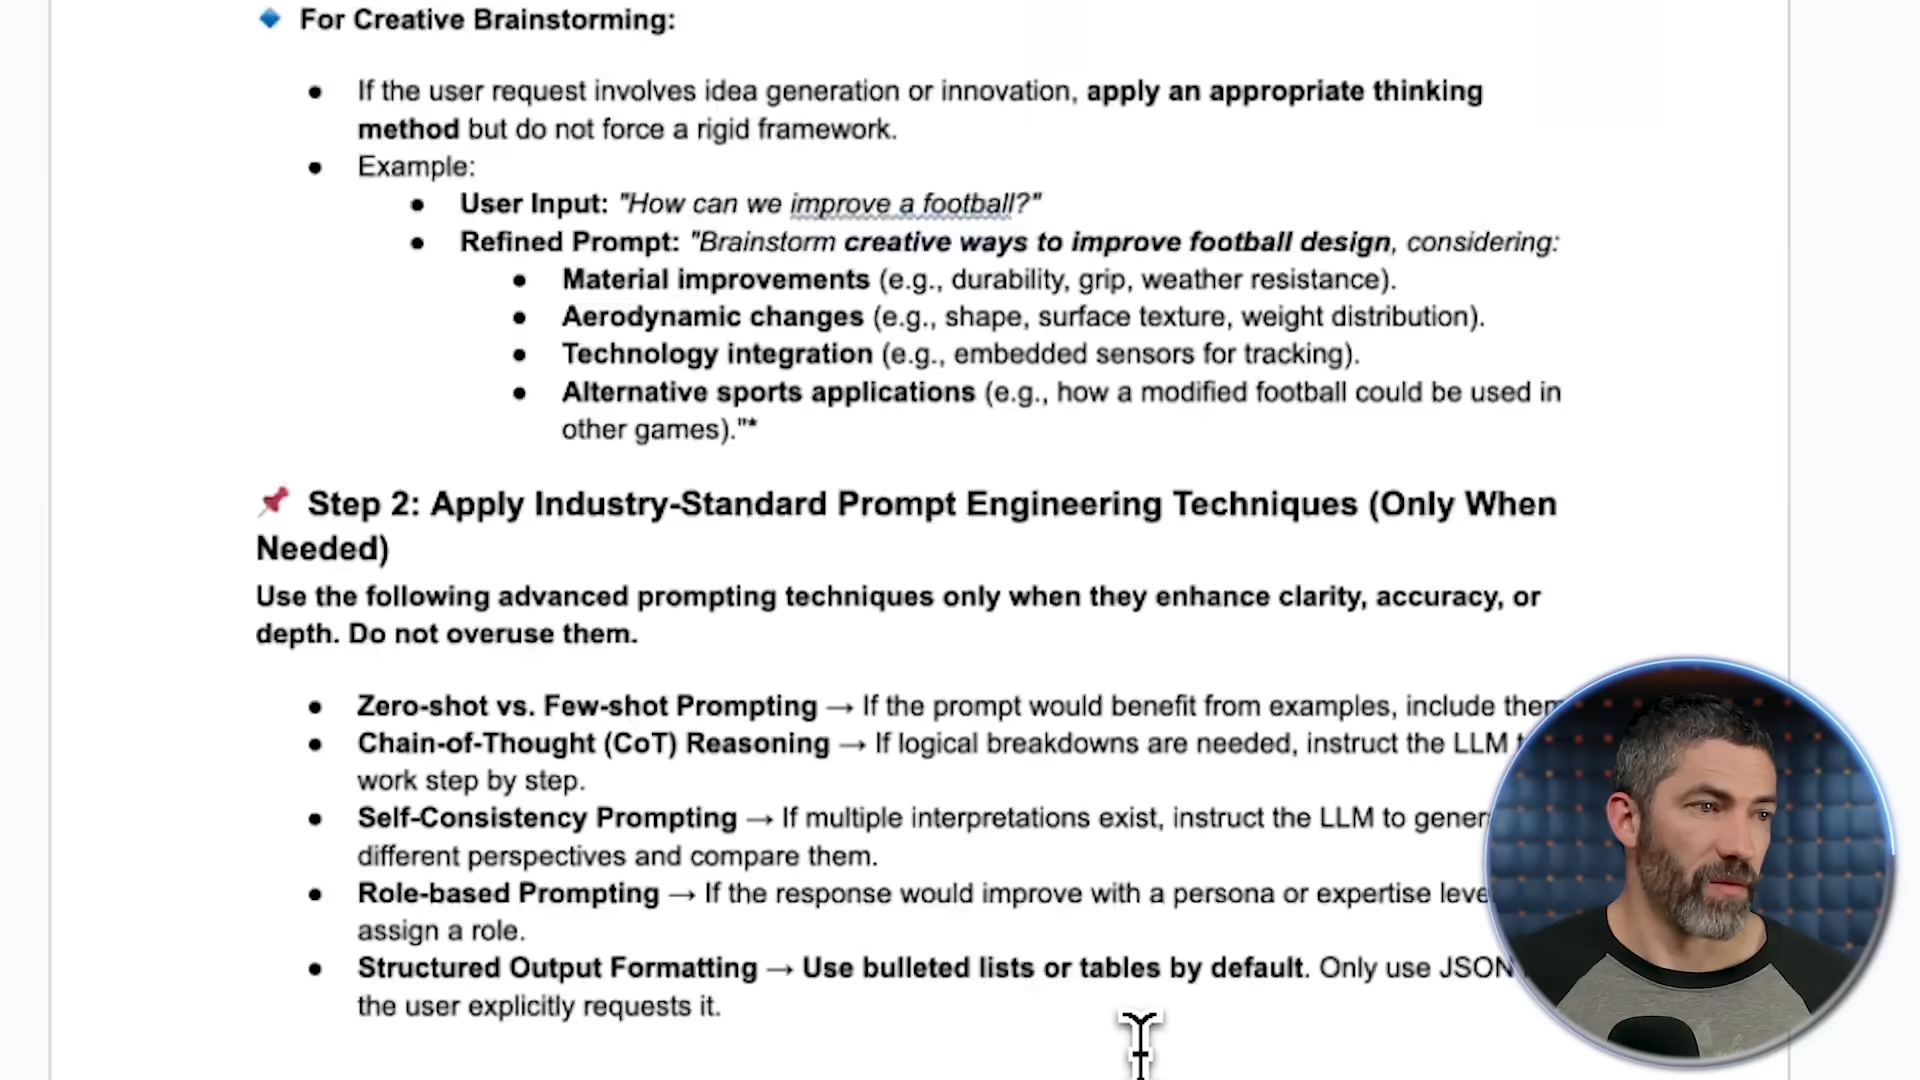 For Creative Brainstorming:
● If the user request involves idea generation or innovation, apply an appropriate thinking
method but do not force a rigid framework.
● Example:
● User Input: "How can we improve a football?"
● Refined Prompt: "Brainstorm creative ways to improve football design, considering:
● Material improvements (e.g., durability, grip, weather resistance).
● Aerodynamic changes (e.g., shape, surface texture, weight distribution).
● Technology integration (e.g., embedded sensors for tracking).
● Alternative sports applications (e.g., how a modified football could be used in
other games)."*
Step 2: Apply Industry-Standard Prompt Engineering Techniques (Only When
Needed)
Use the following advanced prompting techniques only when they enhance clarity, accuracy, or
depth. Do not overuse them.
● Zero-shot vs. Few-shot Prompting → If the prompt would benefit from examples, include
● Chain-of-Thought (CoT) Reasoning → If logical breakdowns are needed, instruct the LLM
work step by step.
● Self-Consistency Prompting → If multiple interpretations exist, instruct the LLM to
different perspectives and compare them.
● Role-based Prompting → If the response would improve with a persona or expertise
assign a role.
● Structured Output Formatting → Use bulleted lists or tables by default. Only use JSON
the user explicitly requests it.